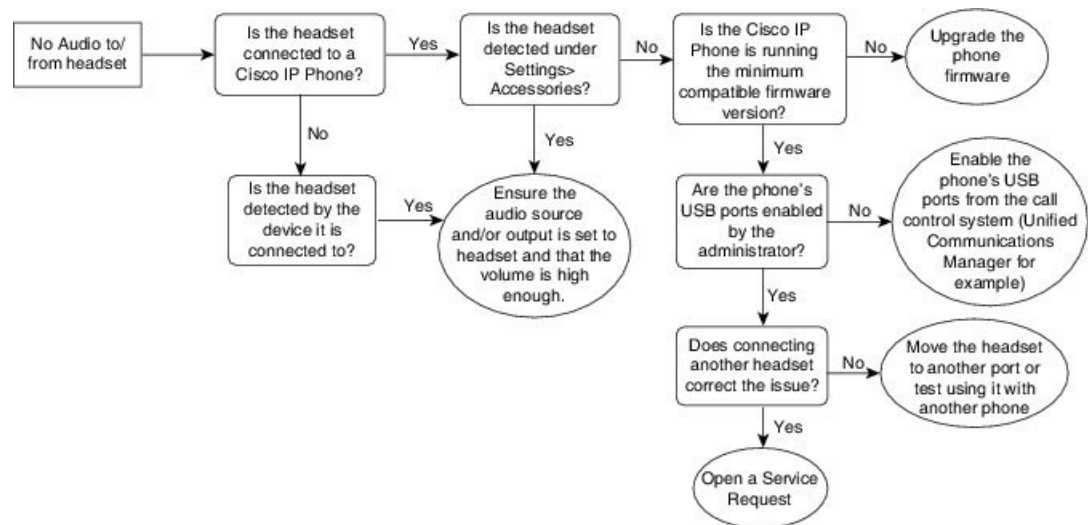 No Audio to/
from headset
Is the headset
connected to a
Cisco IP Phone?
Yes
Is the headset
detected under
Settings>
Accessories?
No
Is the Cisco IP
Phone is running
the minimum
compatible firmware
version?
No
Upgrade the
phone
firmware
No
Yes
Yes
Is the headset
detected by the
device it is
connected to?
Yes
Ensure the
audio source
and/or output is set to
headset and that the
volume is high
enough.
Are the phone's
USB ports enabled
by the
administrator?
No
Enable the
phone's USB
ports from the call
control system (Unified
Communications
Manager for
example)
Yes
Does connecting
another headset
correct the issue?
No
Move the headset
to another port or
test using it with
another phone
Yes
Open a Service
Request